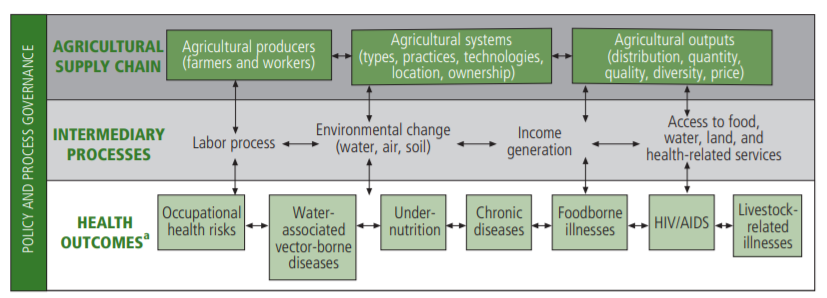 POLICY AND PROCESS GOVERNANCE
AGRICULTURAL
SUPPLY CHAIN
Agricultural producers
(farmers and workers)
Agricultural systems
(types, practices, technologies,
location, ownership)
Agricultural outputs
(distribution, quantity,
quality, diversity, price)
INTERMEDIARY
PROCESSES
Labor process
Environmental change
(water, air, soil)
Income
generation
Access to food,
water, land, and
health-related services
HEALTH
OUTCOMESa
Occupational
health risks
Water-
associated
vector-borne
diseases
Under-
nutrition
Chronic
diseases
Foodborne
illnesses
HIV/AIDS
Livestock-
related
illnesses